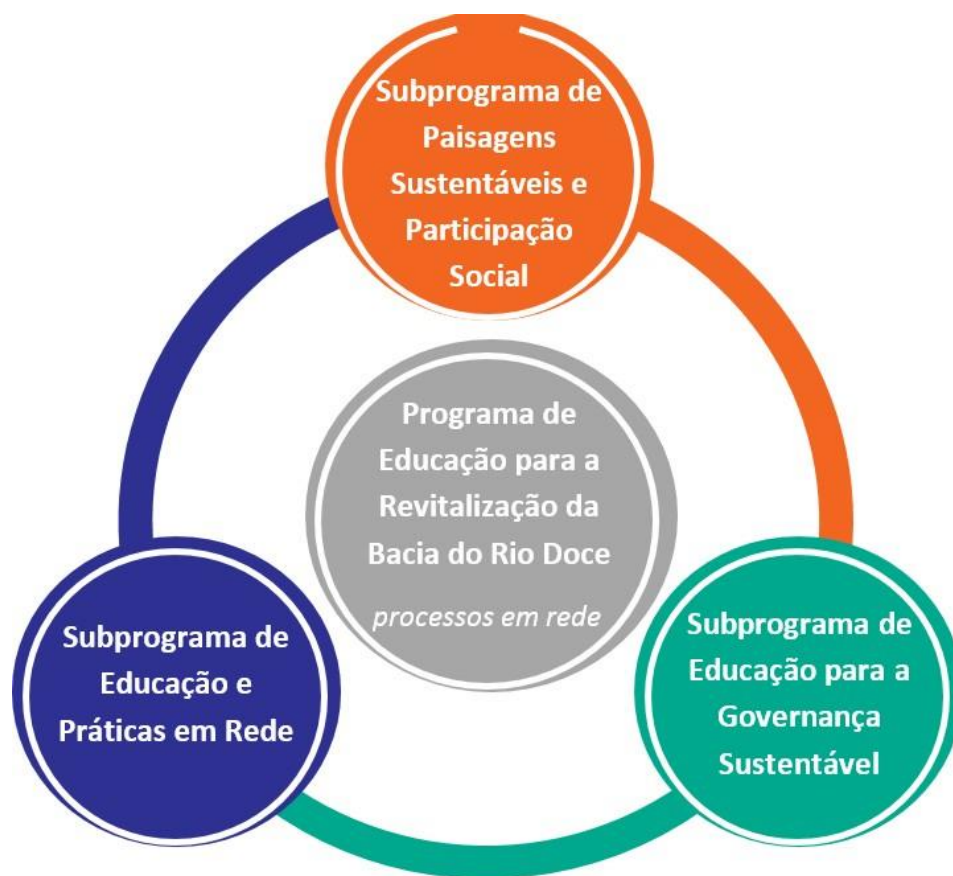 Subprograma de
Paisagens
Sustentáveis e
Participação
Social
Programa de
Educação para a
Revitalização da
Bacia do Rio Doce
processos em rede
Subprograma de
Educação e
Práticas em Rede
Subprograma de
Educação para a
Governança
Sustentável